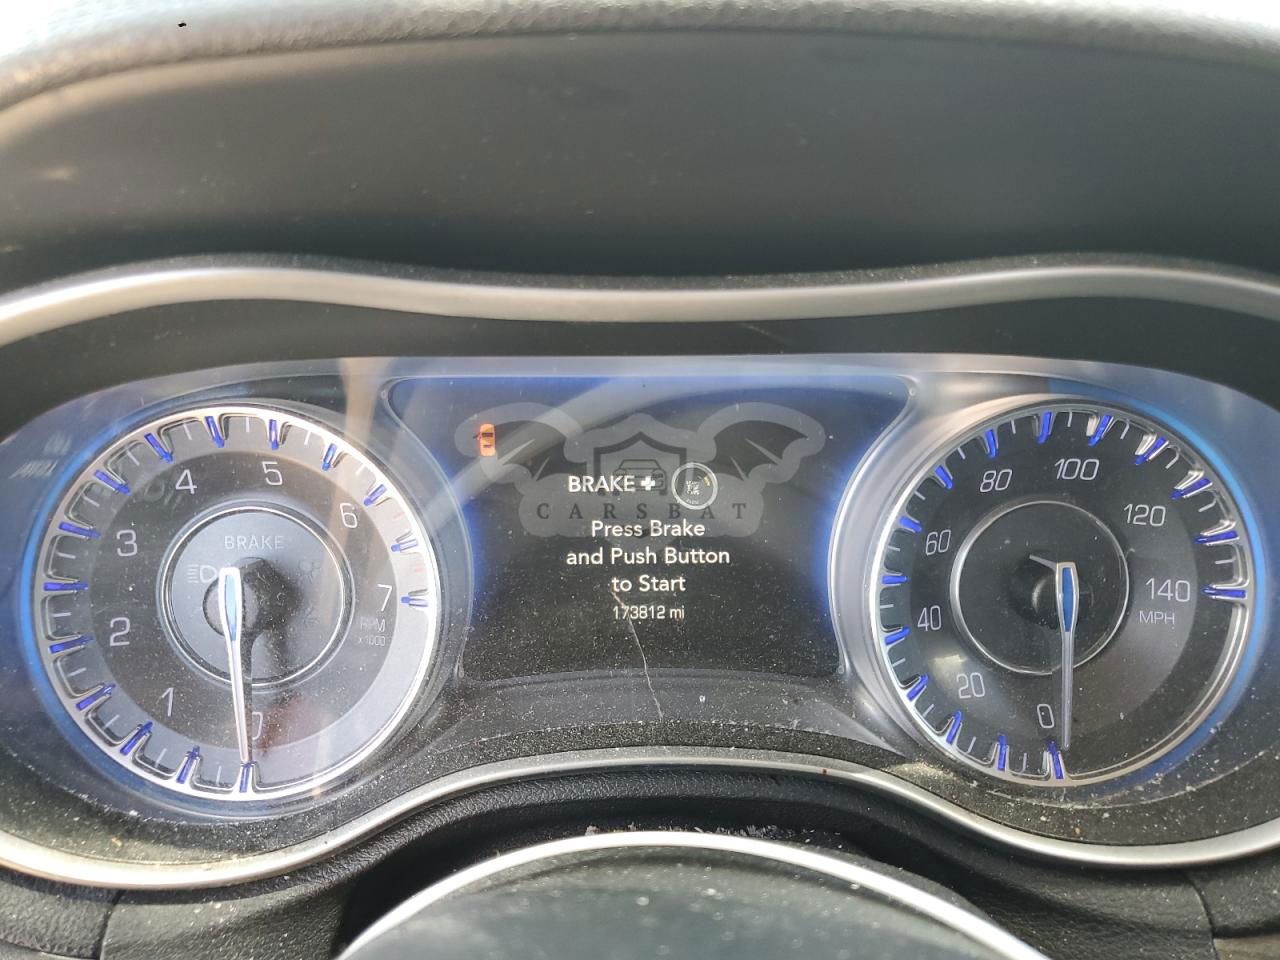 BRAKE +
CARSBAT
Press Brake
and Push Button
to Start
173812 mi
BRAKE
0
1
2
3
4
5
6
7
RPM
x1000
0
20
40
60
80
100
120
140
MPH